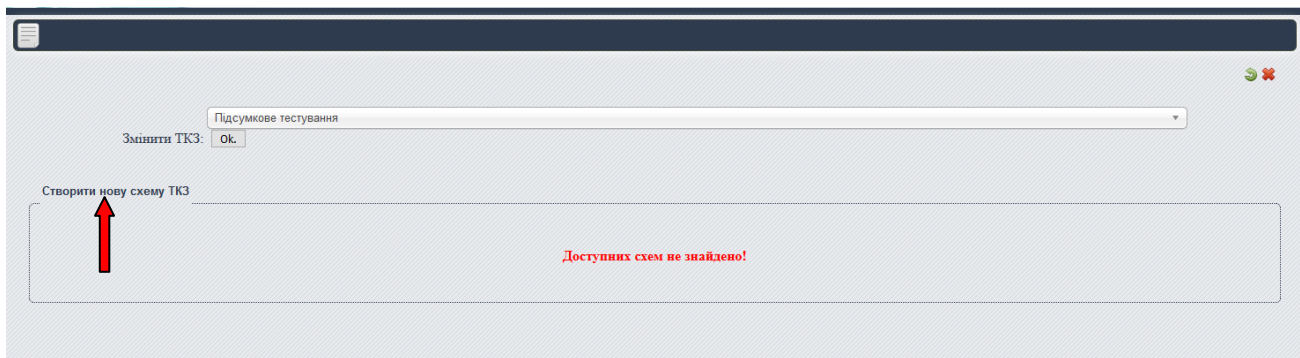 Підсумкове тестування
Змінити ТКЗ: Ok.
Створити нову схему ТКЗ
Доступних схем не знайдено!